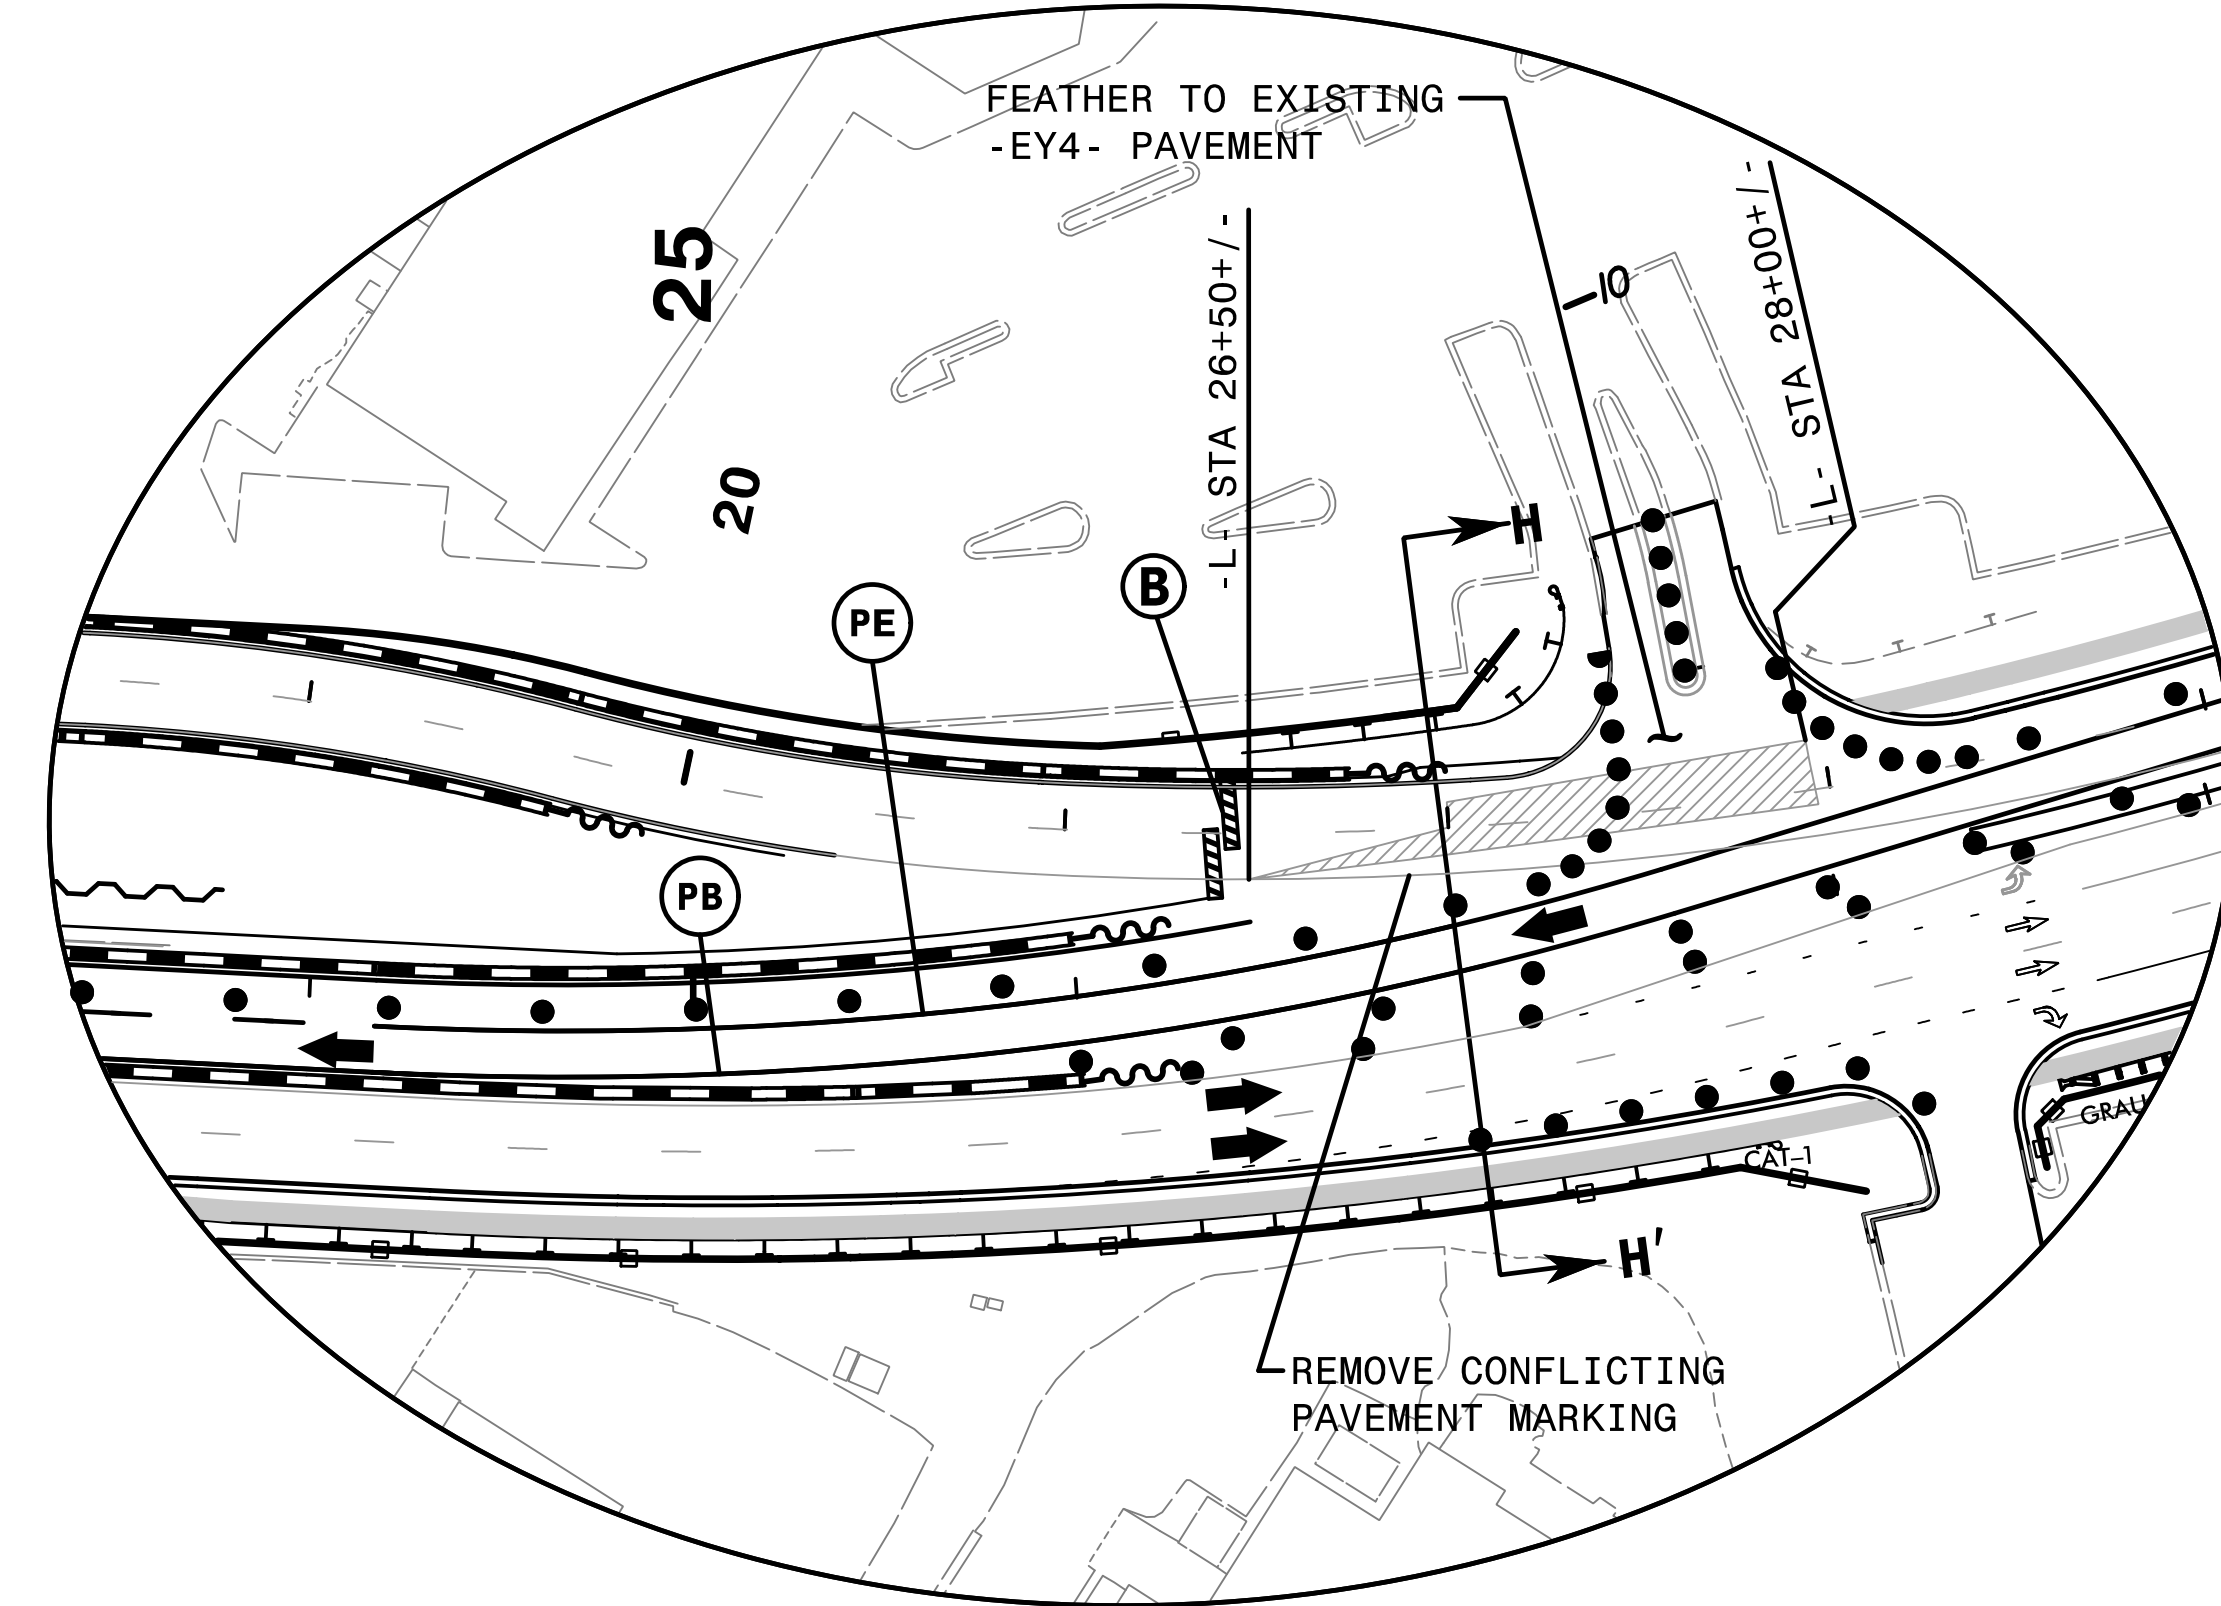 FEATHER TO EXISTING
-EY4- PAVEMENT
-L- STA 28+00+/-
-L- STA 26+50+/-
25
10
20
H
B
PE
PB
GRAU
CAT-1
H'
REMOVE CONFLICTING
PAVEMENT MARKING